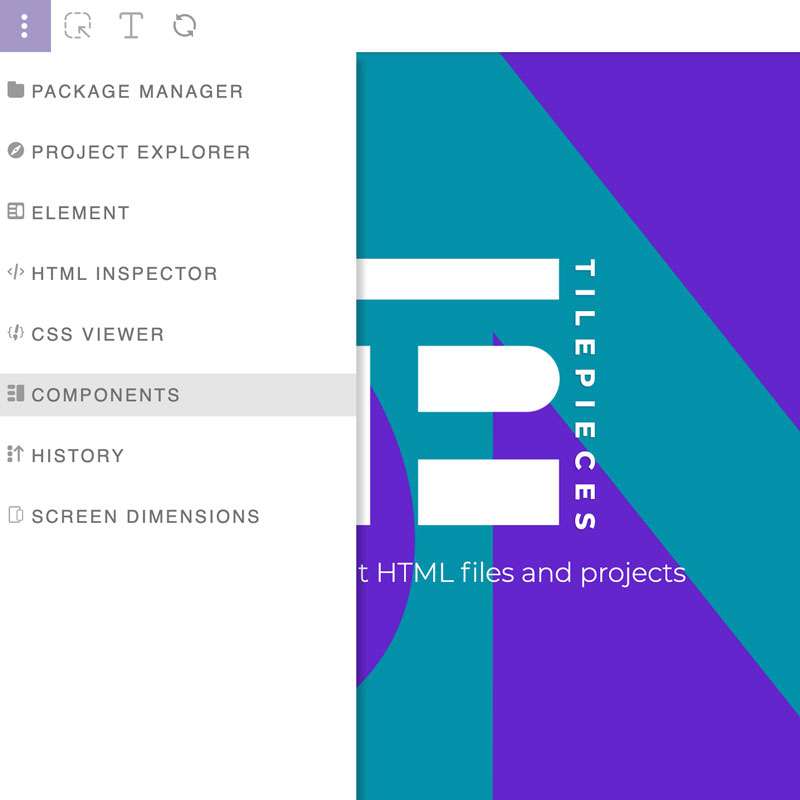 PACKAGE MANAGER
PROJECT EXPLORER
ELEMENT
HTML INSPECTOR
CSS VIEWER
COMPONENTS
HISTORY
SCREEN DIMENSIONS
TILEPIECES
t HTML files and projects